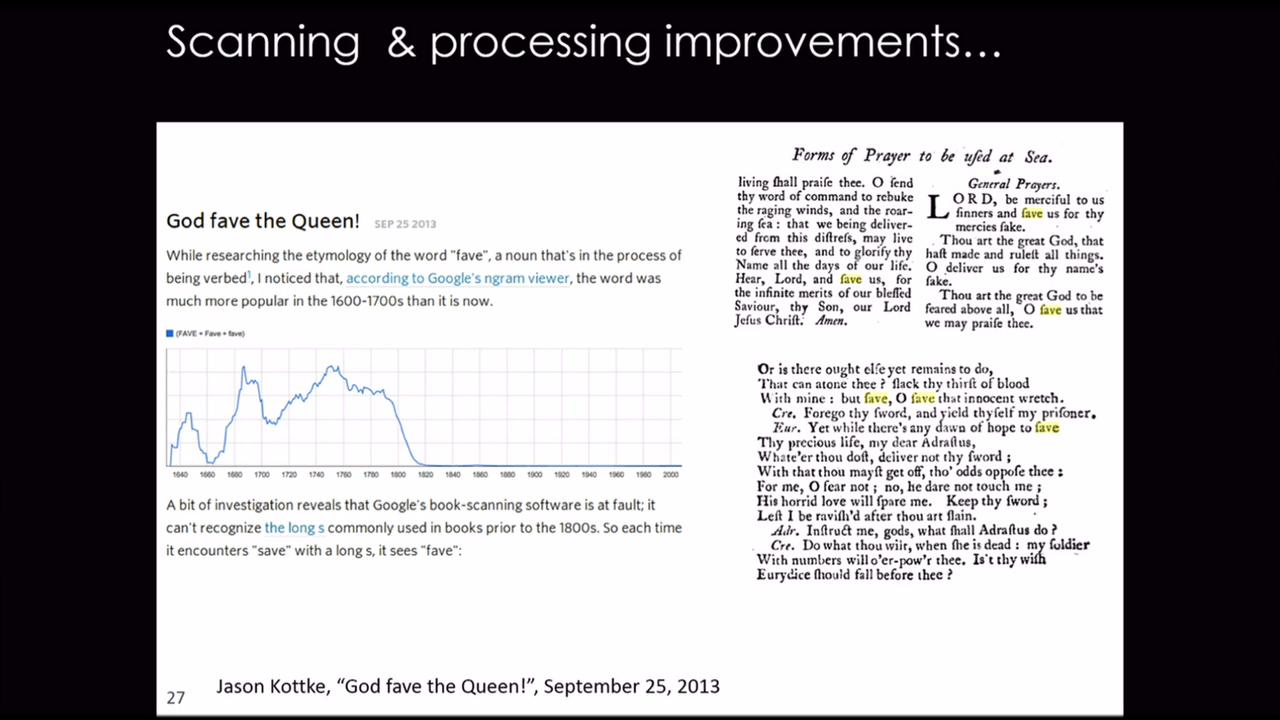 Scanning & processing improvements…
God fave the Queen! SEP 25 2013
While researching the etymology of the word "fave", a noun that's in the process of
being verbed¹, I noticed that, according to Google's ngram viewer, the word was
much more popular in the 1600-1700s than it is now.
(FAVE + Fave + fave)
1640 1660 1680 1700 1720 1740 1760 1780 1800 1820 1840 1860 1880 1900 1920 1940 1960 1980 2000
A bit of investigation reveals that Google's book-scanning software is at fault; it
can't recognize the long s commonly used in books prior to the 1800s. So each time
it encounters "save" with a long s, it sees "fave":
Forms of Prayer to be uſed at Sea.
living ſhall praiſe thee. O ſend
thy word of command to rebuke
the raging winds, and the roar-
ing ſea : that we being deliver-
ed from this diſtreſs, may live
to ſerve thee, and to glorify thy
Name all the days of our life.
Hear, Lord, and ſave us, for
the infinite merits of our bleſſed
Saviour, thy Son, our Lord
Jeſus Chriſt. Amen.
General Prayers.
LORD, be merciful to us
ſinners and ſave us for thy
mercies ſake.
Thou art the great God, that
haſt made and ruleſt all things.
O deliver us for thy name's
ſake.
Thou art the great God to be
feared above all, O ſave us that
we may praiſe thee.
Or is there ought elſe yet remains to do,
That can atone thee ? ſlack thy thirſt of blood
With mine : but ſave, O ſave that innocent wretch.
Cre. Forego thy ſword, and yield thyſelf my priſoner.
Eur. Yet while there's any dawn of hope to ſave
Thy precious life, my dear Adraſtus,
Whate'er thou doſt, deliver not thy ſword ;
With that thou mayſt get off, tho' odds oppoſe thee :
For me, O fear not ; no, he dare not touch me ;
His horrid love will ſpare me. Keep thy ſword ;
Leſt I be raviſh'd after thou art ſlain.
Adr. Inſtruct me, gods, what ſhall Adraſtus do ?
Cre. Do what thou wilt, when ſhe is dead : my ſoldier
With numbers will o'er-pow'r thee. Is't thy wiſh
Eurydice ſhould fall before thee ?
27 Jason Kottke, “God fave the Queen!”, September 25, 2013